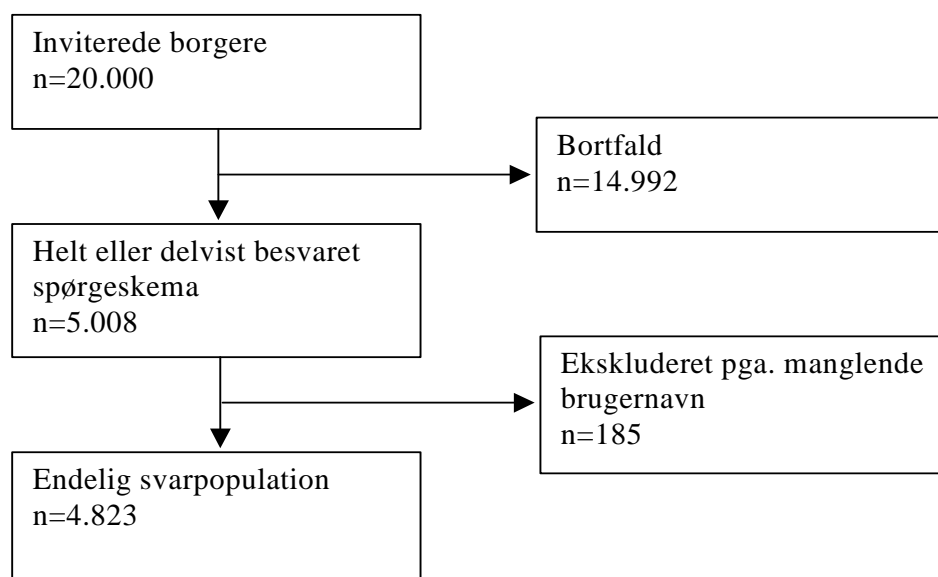 Inviterede borgere
n=20.000
Bortfald
n=14.992
Helt eller delvist besvaret
spørgeskema
n=5.008
Ekskluderet pga. manglende
brugernavn
n=185
Endelig svarpopulation
n=4.823